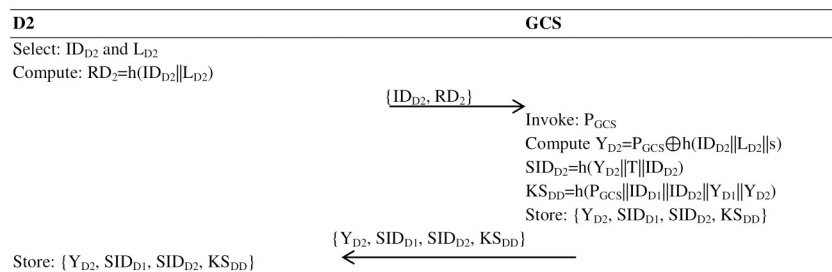 D2 GCS
Select: ID_D2 and L_D2
Compute: RD_2=h(ID_D2||L_D2)
{ID_D2, RD_2}
Invoke: P_GCS
Compute Y_D2=P_GCS⊕h(ID_D2||L_D2||s)
SID_D2=h(Y_D2||T||ID_D2)
KS_DD=h(P_GCS||ID_D1||ID_D2||Y_D1||Y_D2)
Store: {Y_D2, SID_D1, SID_D2, KS_DD}
{Y_D2, SID_D1, SID_D2, KS_DD}
Store: {Y_D2, SID_D1, SID_D2, KS_DD}